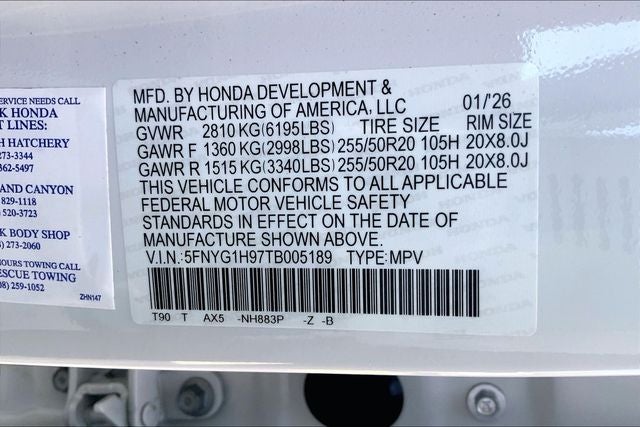 SERVICE NEEDS CALL
K HONDA
T LINES:
H HATCHERY
273-3344
362-5497
AND CANYON
829-1118
520-3723
K BODY SHOP
273-2060
HOURS TOWING CALL
ESCUE TOWING
259-1052
ZHN147
MFD. BY HONDA DEVELOPMENT &
MANUFACTURING OF AMERICA, LLC 01/'26
GVWR 2810 KG(6195LBS) TIRE SIZE RIM SIZE
GAWR F 1360 KG(2998LBS) 255/50R20 105H 20X8.0J
GAWR R 1515 KG(3340LBS) 255/50R20 105H 20X8.0J
THIS VEHICLE CONFORMS TO ALL APPLICABLE
FEDERAL MOTOR VEHICLE SAFETY
STANDARDS IN EFFECT ON THE DATE OF
MANUFACTURE SHOWN ABOVE.
V.I.N.:5FNYG1H97TB005189 TYPE:MPV
T90 T AX5 -NH883P -Z -B